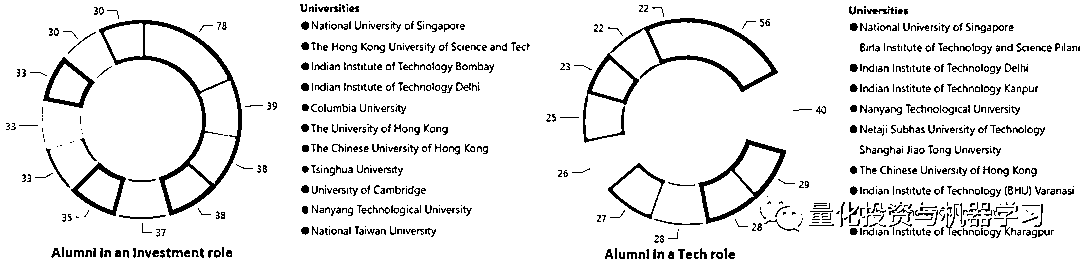 30
30
78
33
39
33
38
33
35
37
38
Alumni in an Investment role
Universities
National University of Singapore
The Hong Kong University of Science and Tech
Indian Institute of Technology Bombay
Indian Institute of Technology Delhi
Columbia University
The University of Hong Kong
The Chinese University of Hong Kong
Tsinghua University
University of Cambridge
Nanyang Technological University
National Taiwan University
22
22
56
23
25
40
26
29
27
28
28
Alumni in a Tech role
Universities
National University of Singapore
Birla Institute of Technology and Science Pilani
Indian Institute of Technology Delhi
Indian Institute of Technology Kanpur
Nanyang Technological University
Netaji Subhas University of Technology
Shanghai Jiao Tong University
The Chinese University of Hong Kong
Indian Institute of Technology (BHU) Varanasi
量化投资与机器学习
Indian Institute of Technology Kharagpur